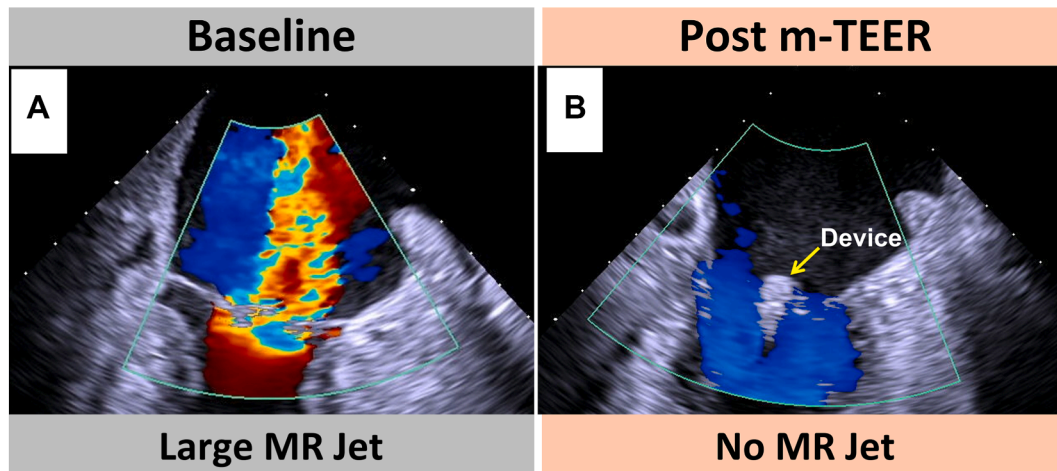 Baseline
Post m-TEER
A
B
Device
Large MR Jet
No MR Jet